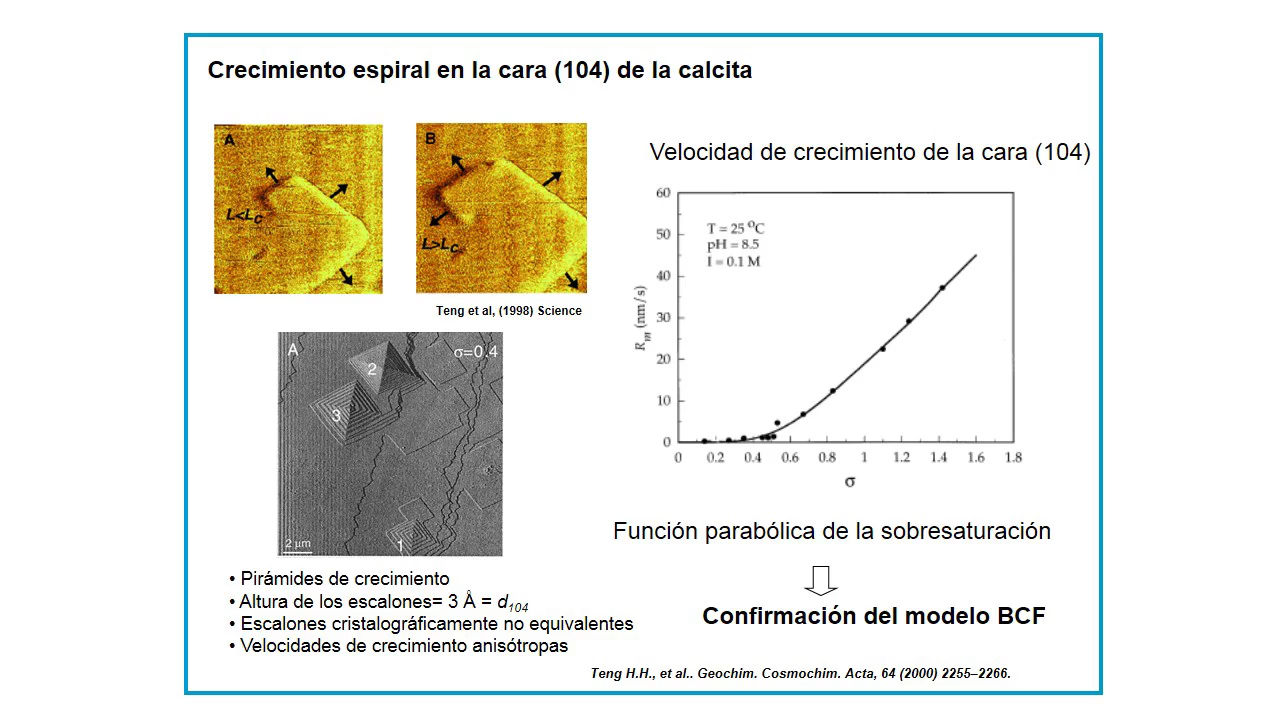 Crecimiento espiral en la cara (104) de la calcita
A
L<Lc
B
L>Lc
Teng et al, (1998) Science
A
σ=0.4
2
3
1
2 μm
• Pirámides de crecimiento
• Altura de los escalones= 3 Å = d104
• Escalones cristalográficamente no equivalentes
• Velocidades de crecimiento anisótropas
Velocidad de crecimiento de la cara (104)
60
50
40
30
20
10
0
Rm (nm/s)
T = 25 °C
pH = 8.5
I = 0.1 M
0 0.2 0.4 0.6 0.8 1 1.2 1.4 1.6 1.8
σ
Función parabólica de la sobresaturación
Confirmación del modelo BCF
Teng H.H., et al.. Geochim. Cosmochim. Acta, 64 (2000) 2255–2266.